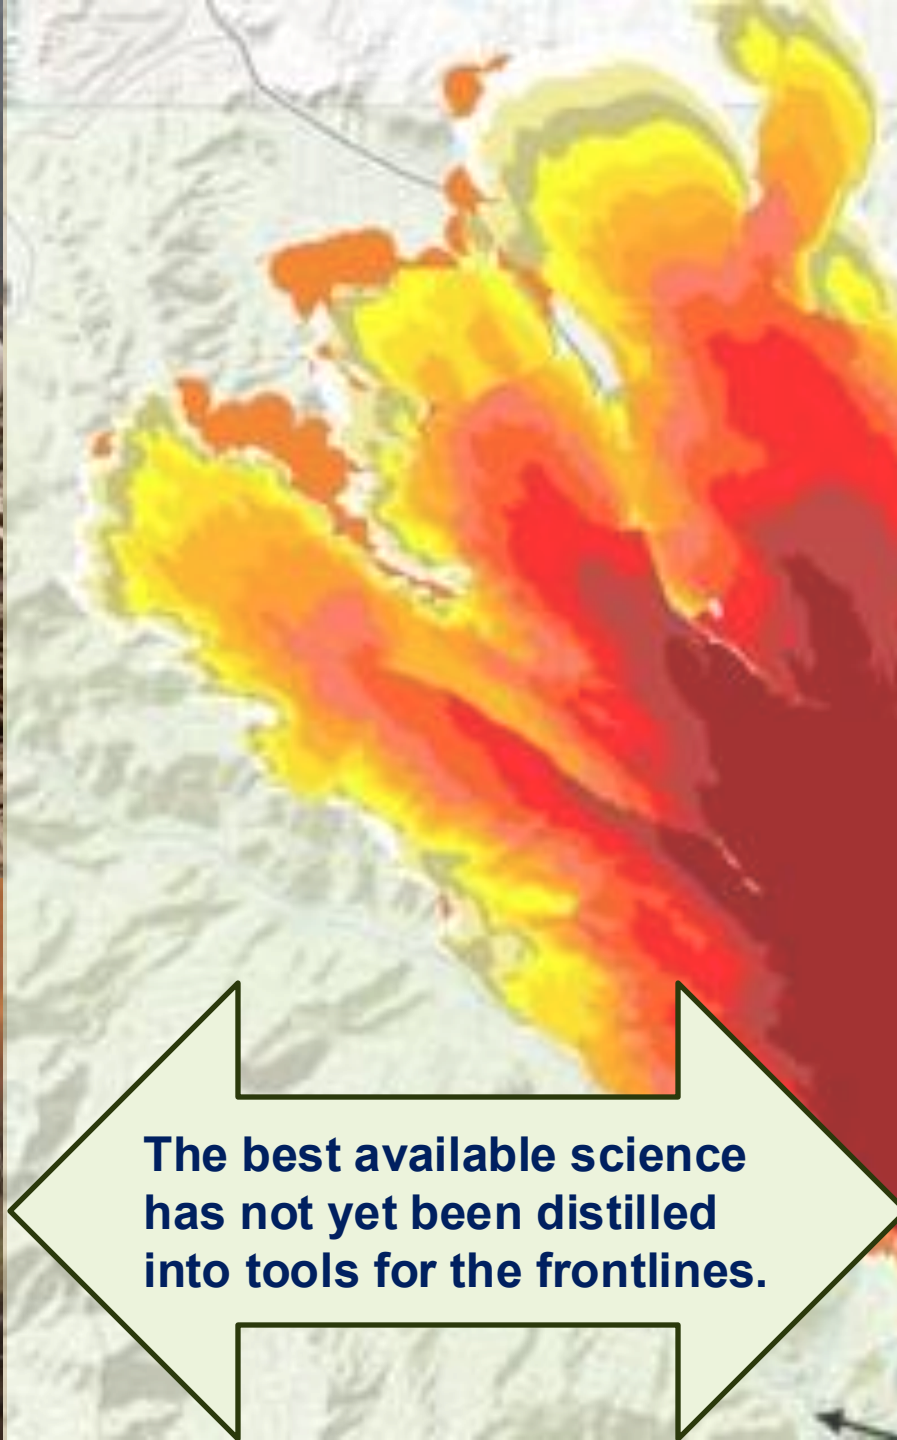 The best available science
has not yet been distilled
into tools for the frontlines.